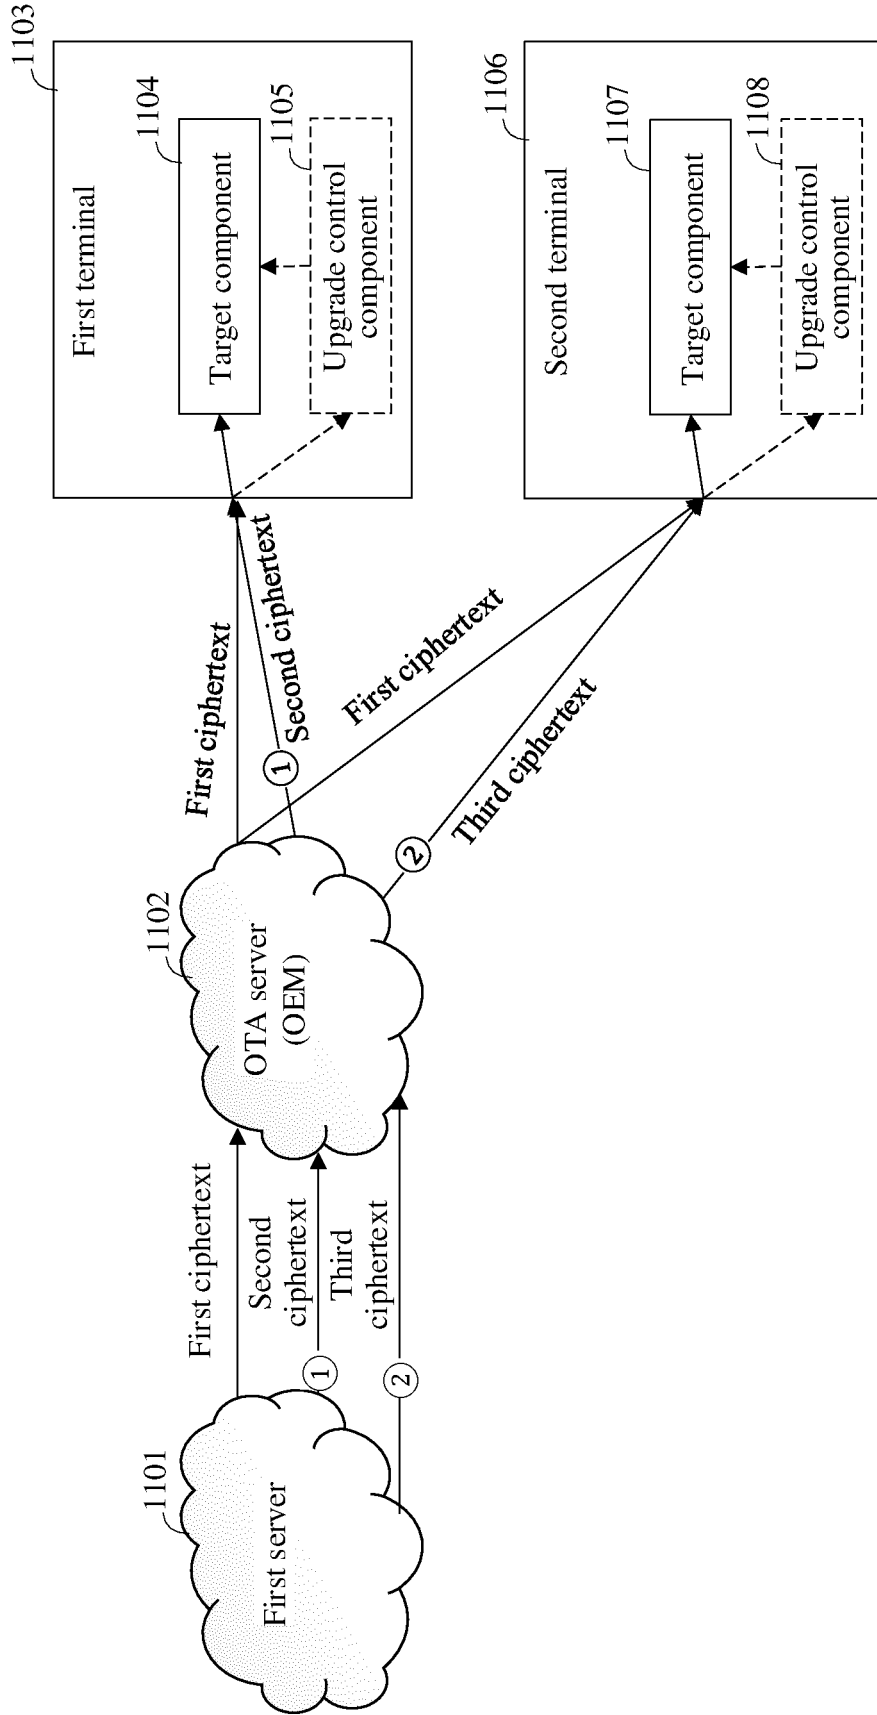 1101
First server
First ciphertext
Second
ciphertext
1
Third
ciphertext
2
1102
OTA server
(OEM)
First ciphertext
1
Second ciphertext
First ciphertext
2
Third ciphertext
1103
First terminal
1104
Target component
1105
Upgrade control
component
1106
Second terminal
1107
Target component
1108
Upgrade control
component